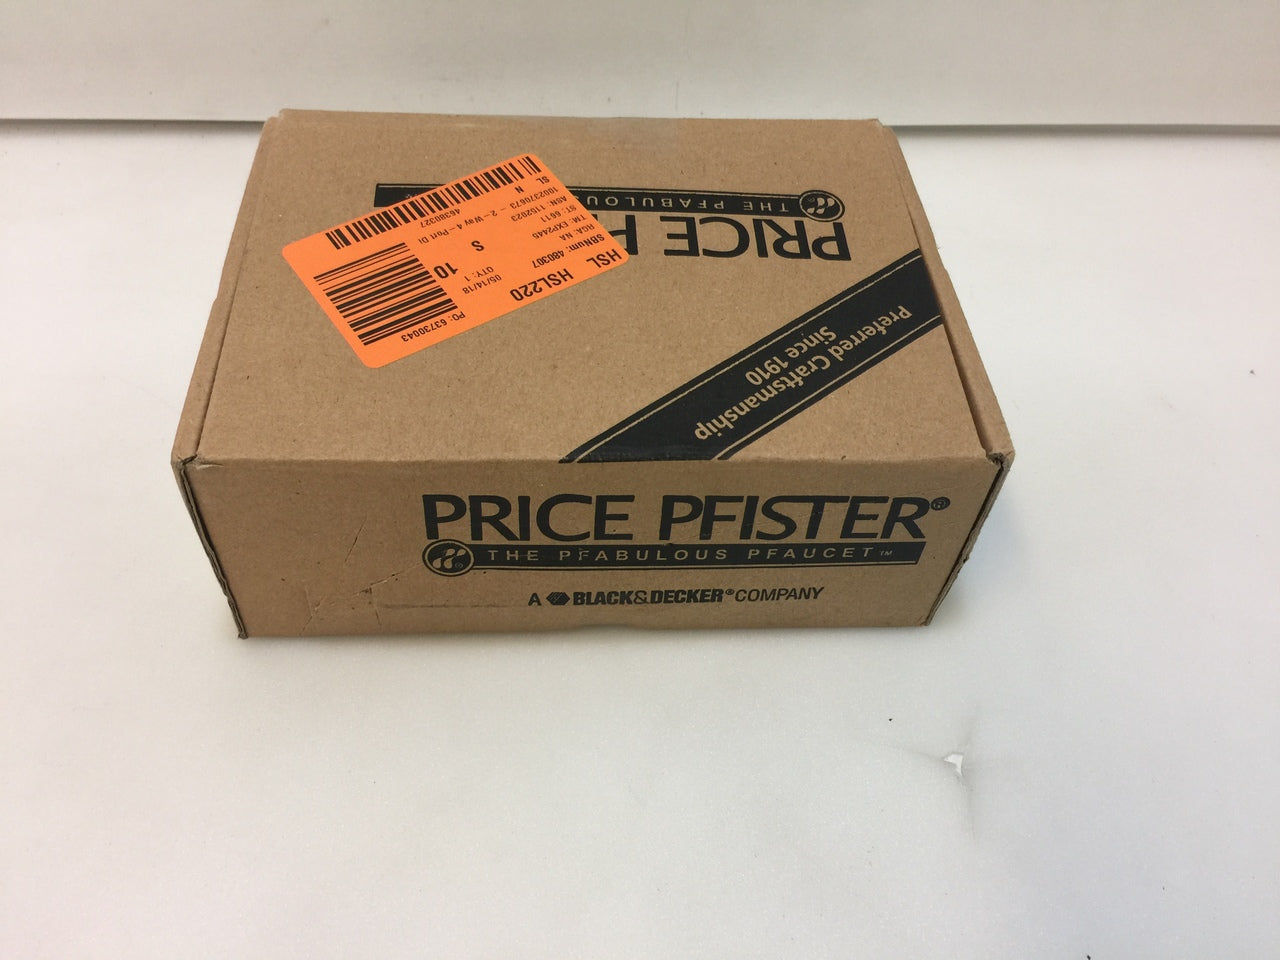 HSL HSL220
SBNum: 480307
RGA: NA
TM: EXP2445
ST: 6611
ASN: 1152023
1002370673 - 2-Way 4-Port Di
SL N
05/14/18
QTY: 1
10
S
46380327
PO: 63730043
THE PFABULOU
PRICE
Preferred Craftsmanship
Since 1910
PRICE PFISTER®
THE PFABULOUS PFAUCET™
A BLACK&DECKER® COMPANY